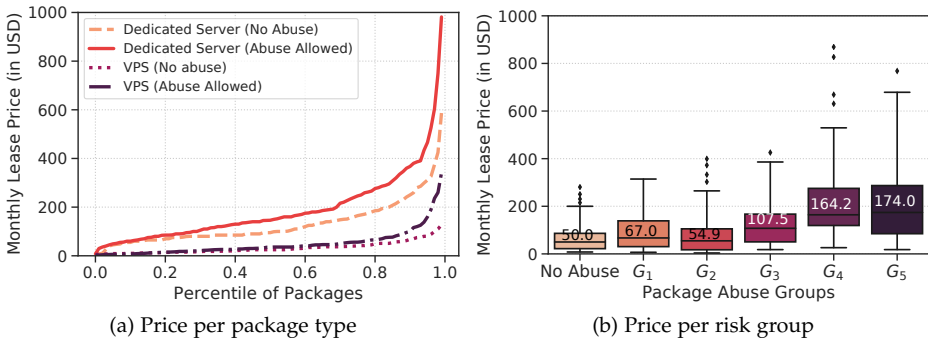 Monthly Lease Price (in USD)
1000
800
600
400
200
0
Dedicated Server (No Abuse)
Dedicated Server (Abuse Allowed)
VPS (No abuse)
VPS (Abuse Allowed)
0.0 0.2 0.4 0.6 0.8 1.0
Percentile of Packages
(a) Price per package type
Monthly Lease Price (in USD)
1000
800
600
400
200
0
50.0 67.0 54.9 107.5 164.2 174.0
No Abuse G1 G2 G3 G4 G5
Package Abuse Groups
(b) Price per risk group